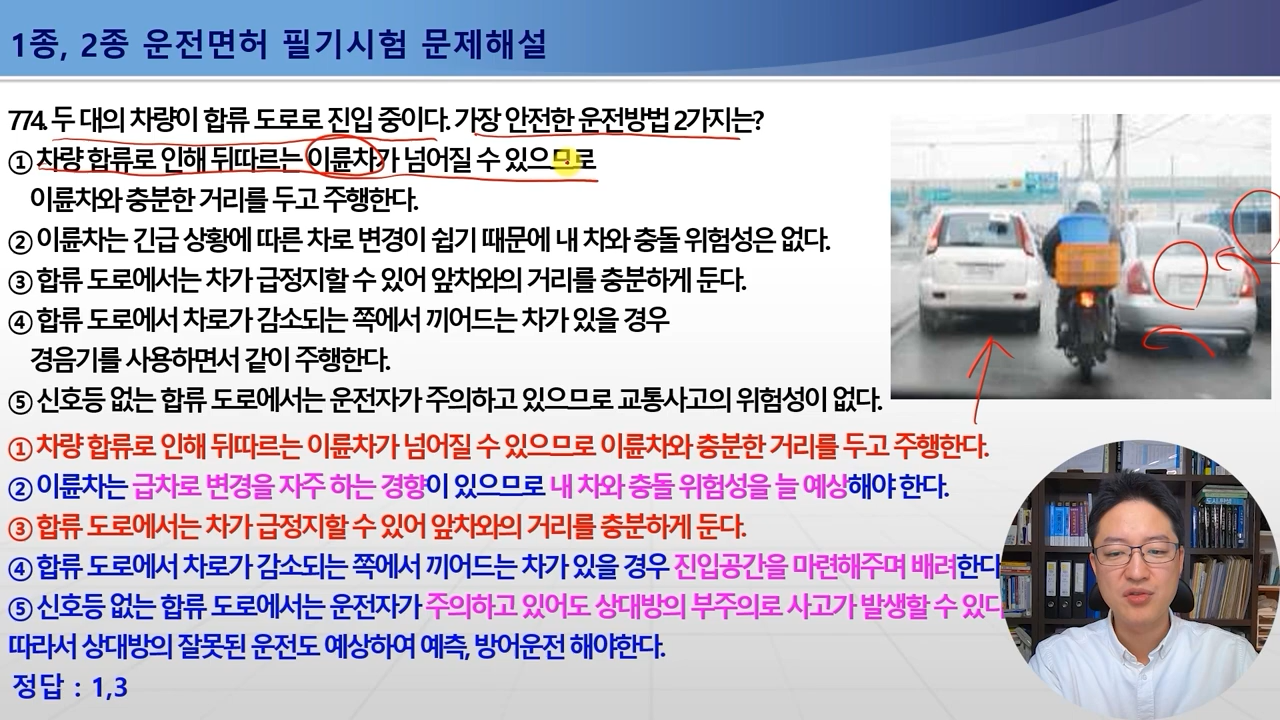 1종, 2종 운전면허 필기시험 문제해설
774. 두 대의 차량이 합류 도로로 진입 중이다. 가장 안전한 운전방법 2가지는?
① 차량 합류로 인해 뒤따르는 이륜차가 넘어질 수 있으므로
이륜차와 충분한 거리를 두고 주행한다.
② 이륜차는 긴급 상황에 따른 차로 변경이 쉽기 때문에 내 차와 충돌 위험성은 없다.
③ 합류 도로에서는 차가 급정지할 수 있어 앞차와의 거리를 충분하게 둔다.
④ 합류 도로에서 차로가 감소되는 쪽에서 끼어드는 차가 있을 경우
경음기를 사용하면서 같이 주행한다.
⑤ 신호등 없는 합류 도로에서는 운전자가 주의하고 있으므로 교통사고의 위험성이 없다.
① 차량 합류로 인해 뒤따르는 이륜차가 넘어질 수 있으므로 이륜차와 충분한 거리를 두고 주행한다.
② 이륜차는 급차로 변경을 자주 하는 경향이 있으므로 내 차와 충돌 위험성을 늘 예상해야 한다.
③ 합류 도로에서는 차가 급정지할 수 있어 앞차와의 거리를 충분하게 둔다.
④ 합류 도로에서 차로가 감소되는 쪽에서 끼어드는 차가 있을 경우 진입공간을 마련해주며 배려한다
⑤ 신호등 없는 합류 도로에서는 운전자가 주의하고 있어도 상대방의 부주의로 사고가 발생할 수 있다
따라서 상대방의 잘못된 운전도 예상하여 예측, 방어운전 해야한다.
정답 : 1,3